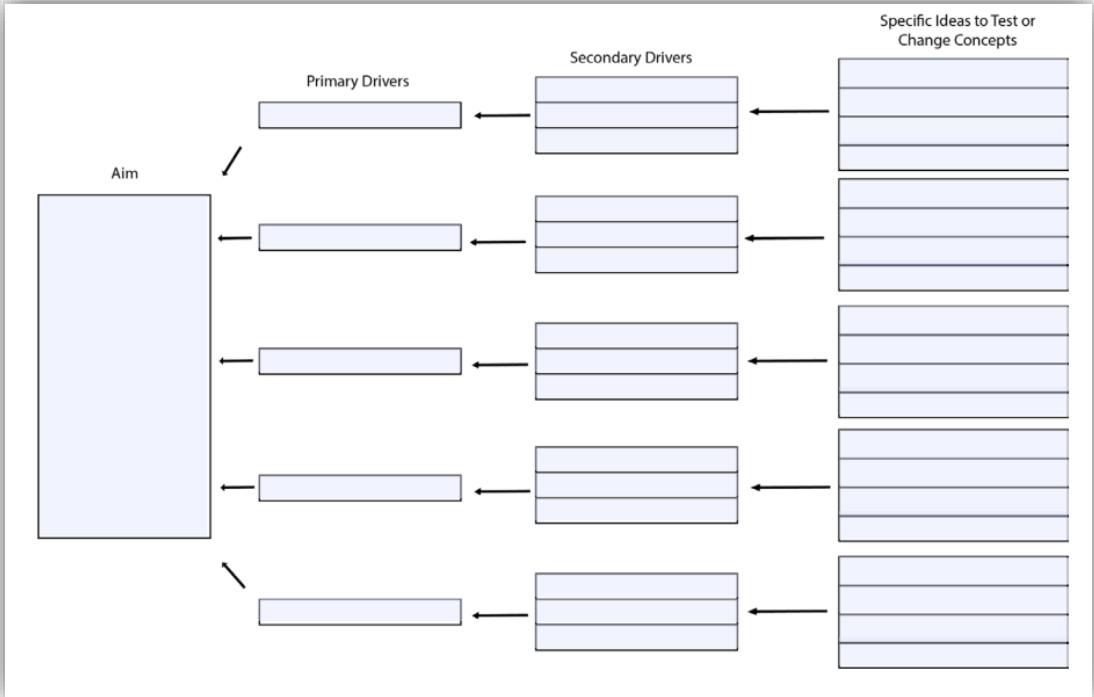 Specific Ideas to Test or
Change Concepts
Secondary Drivers
Primary Drivers
Aim